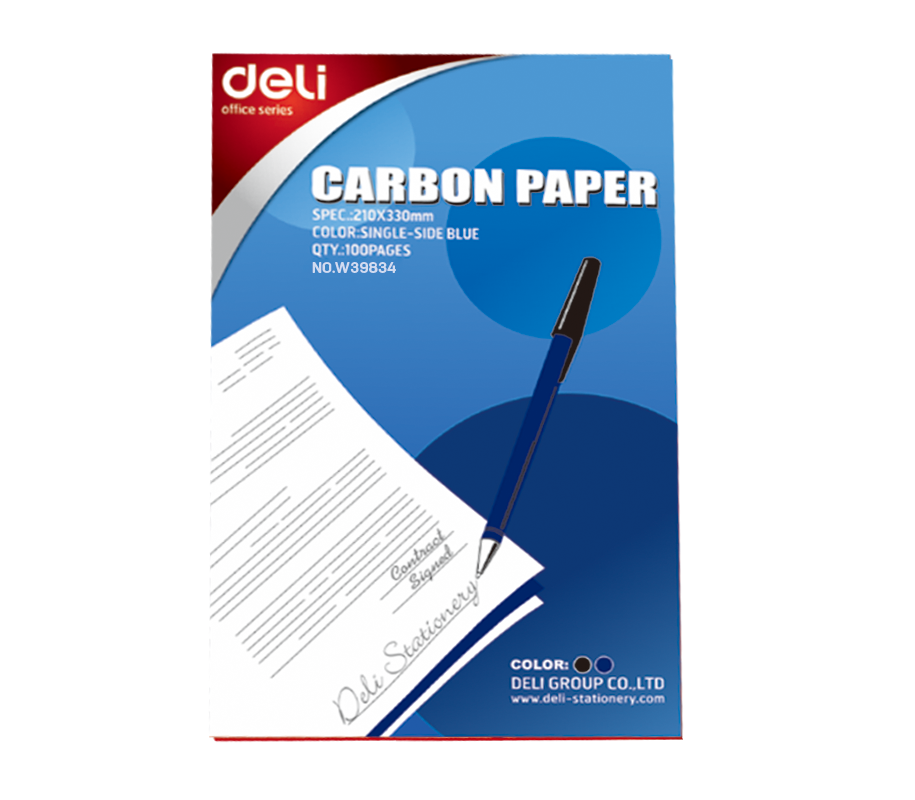 deli
office series
CARBON PAPER
SPEC.:210X330mm
COLOR:SINGLE-SIDE BLUE
QTY.:100PAGES
NO.W39834
Contract
Signed
Deli Stationery
COLOR:
DELI GROUP CO.,LTD
www.deli-stationery.com